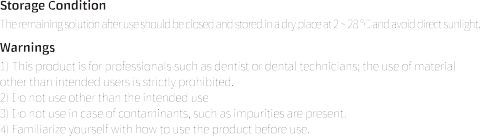 Storage Condition
The remaining solution after use should be closed and stored in a dry place at 2 ~ 28 ℃ and avoid direct sunlight.
Warnings
1) This product is for professionals such as dentist or dental technicians; the use of material
other than intended users is strictly prohibited.
2) Do not use other than the intended use
3) Do not use in case of contaminants, such as impurities are present.
4) Familiarize yourself with how to use the product before use.